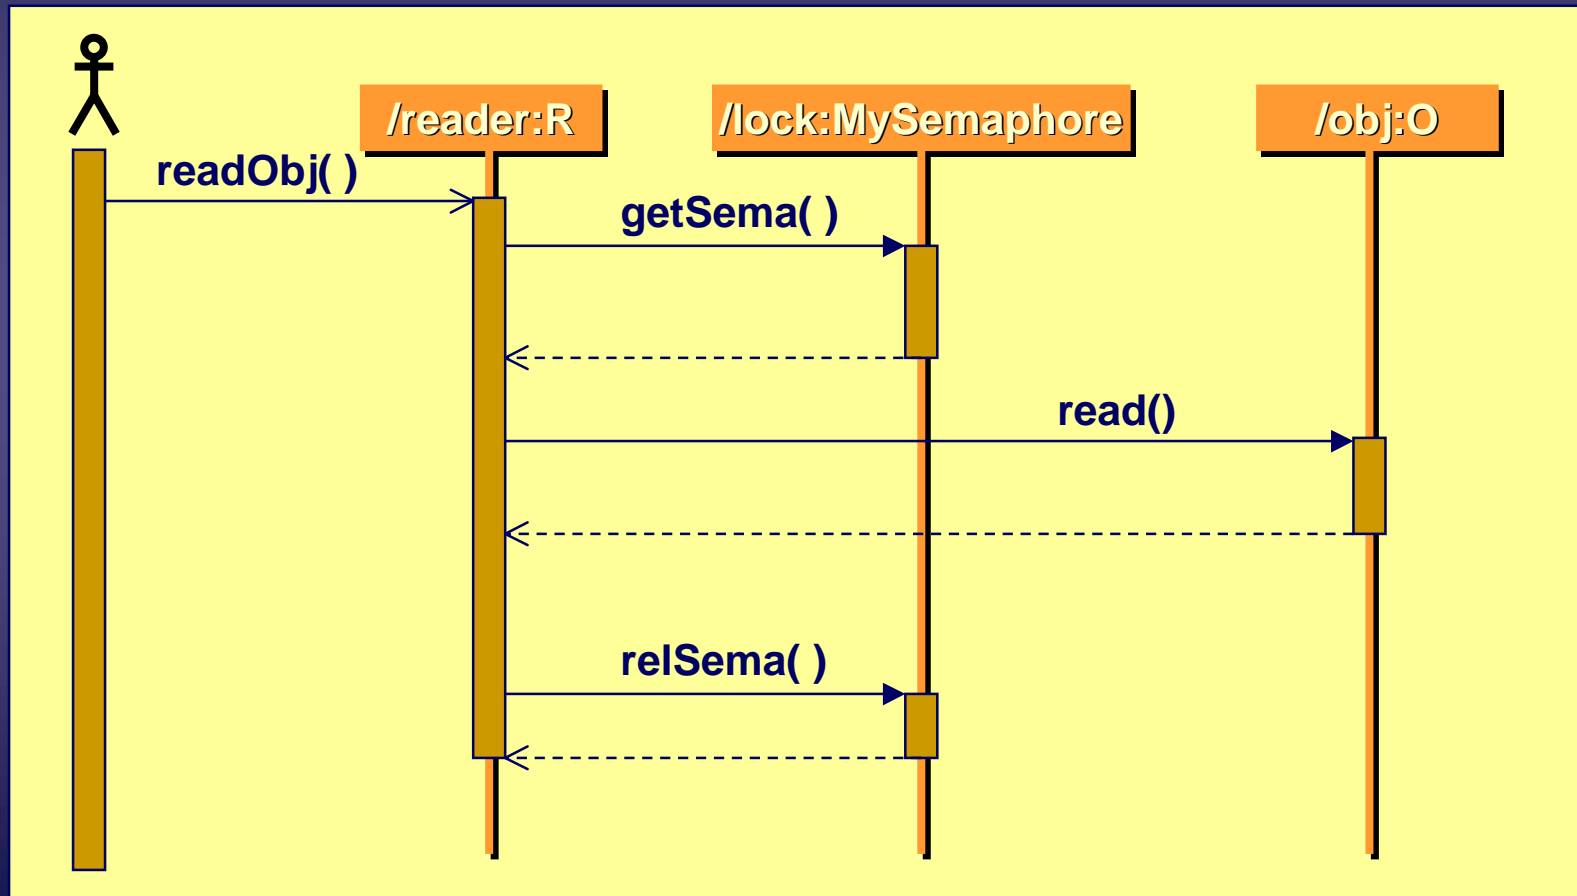 /reader:R
/lock:MySemaphore
/obj:O
readObj( )
getSema( )
read()
relSema( )